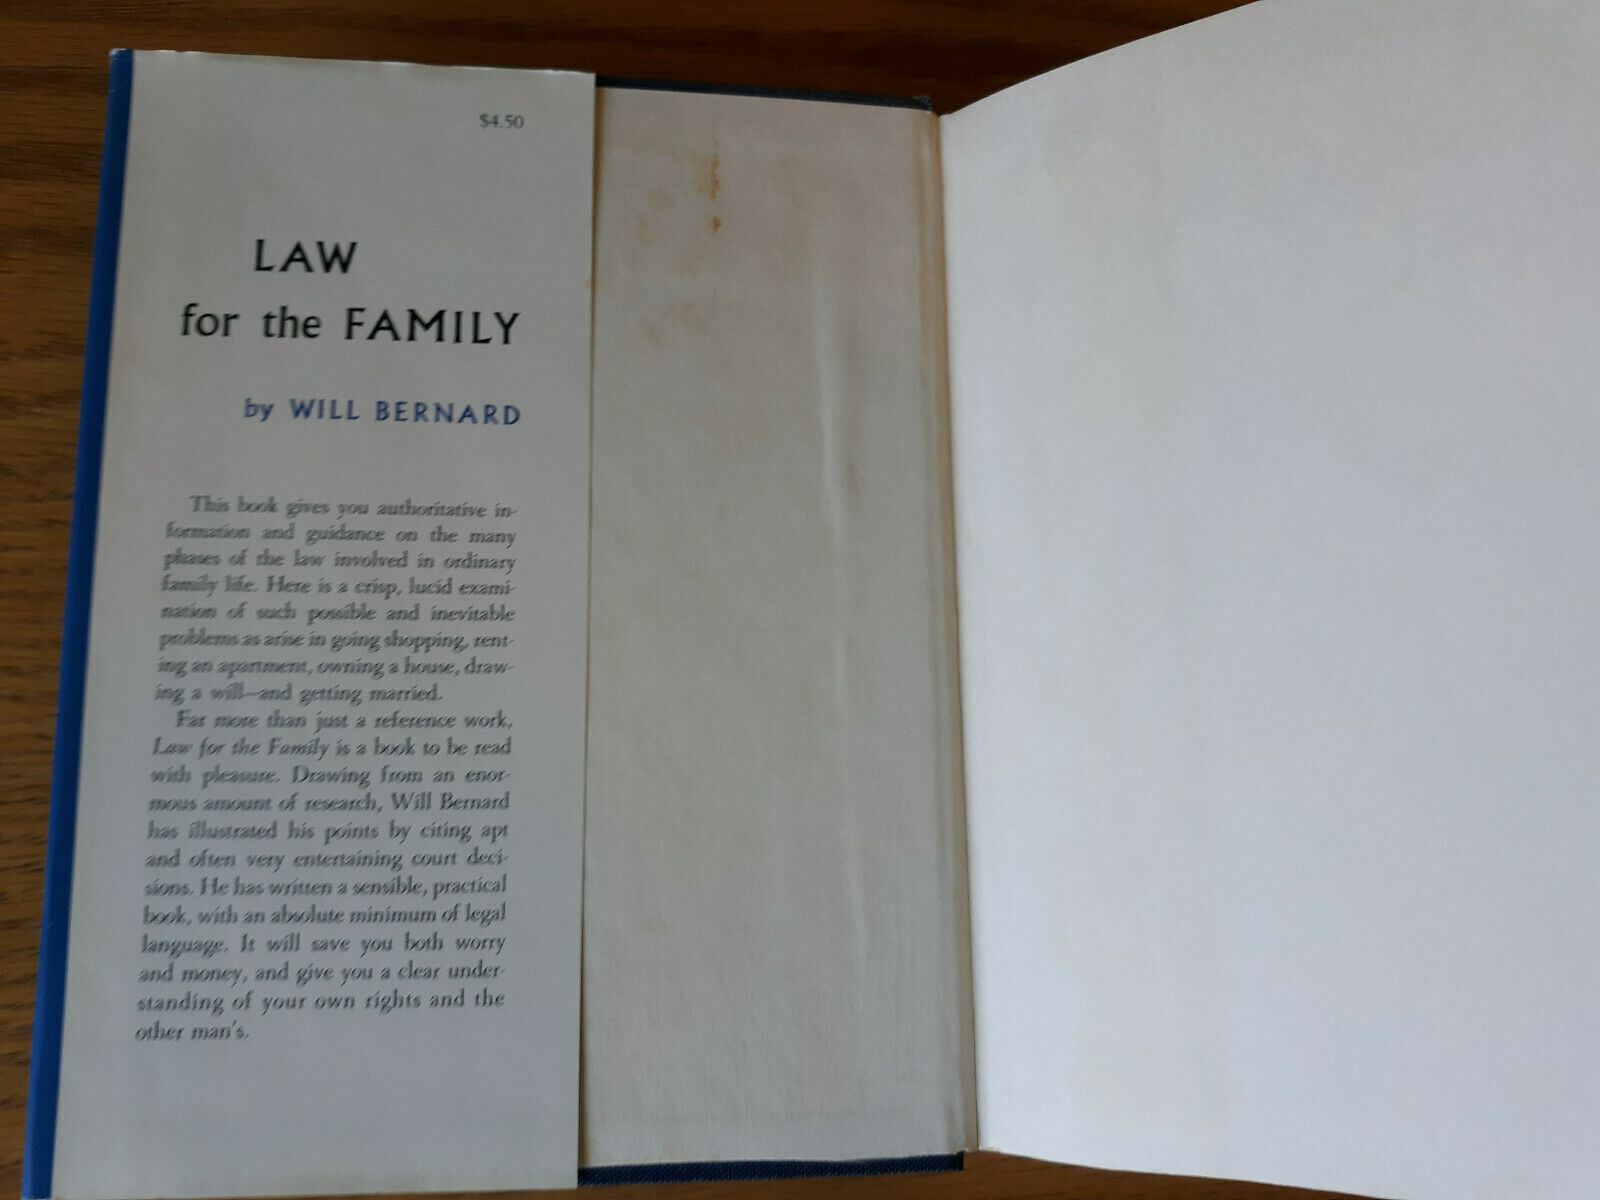 $4.50
LAW
for the FAMILY
by WILL BERNARD
This book gives you authoritative in-
formation and guidance on the many
phases of the law involved in ordinary
family life. Here is a crisp, lucid exami-
nation of such possible and inevitable
problems as arise in going shopping, rent-
ing an apartment, owning a house, draw-
ing a will—and getting married.
Far more than just a reference work,
Law for the Family is a book to be read
with pleasure. Drawing from an enor-
mous amount of research, Will Bernard
has illustrated his points by citing apt
and often very entertaining court deci-
sions. He has written a sensible, practical
book, with an absolute minimum of legal
language. It will save you both worry
and money, and give you a clear under-
standing of your own rights and the
other man's.